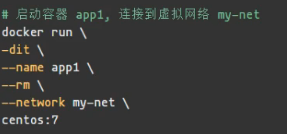 # 启动容器 app1, 连接到虚拟网络 my-net
docker run \
-dit \
--name app1 \
--rm \
--network my-net \
centos:7